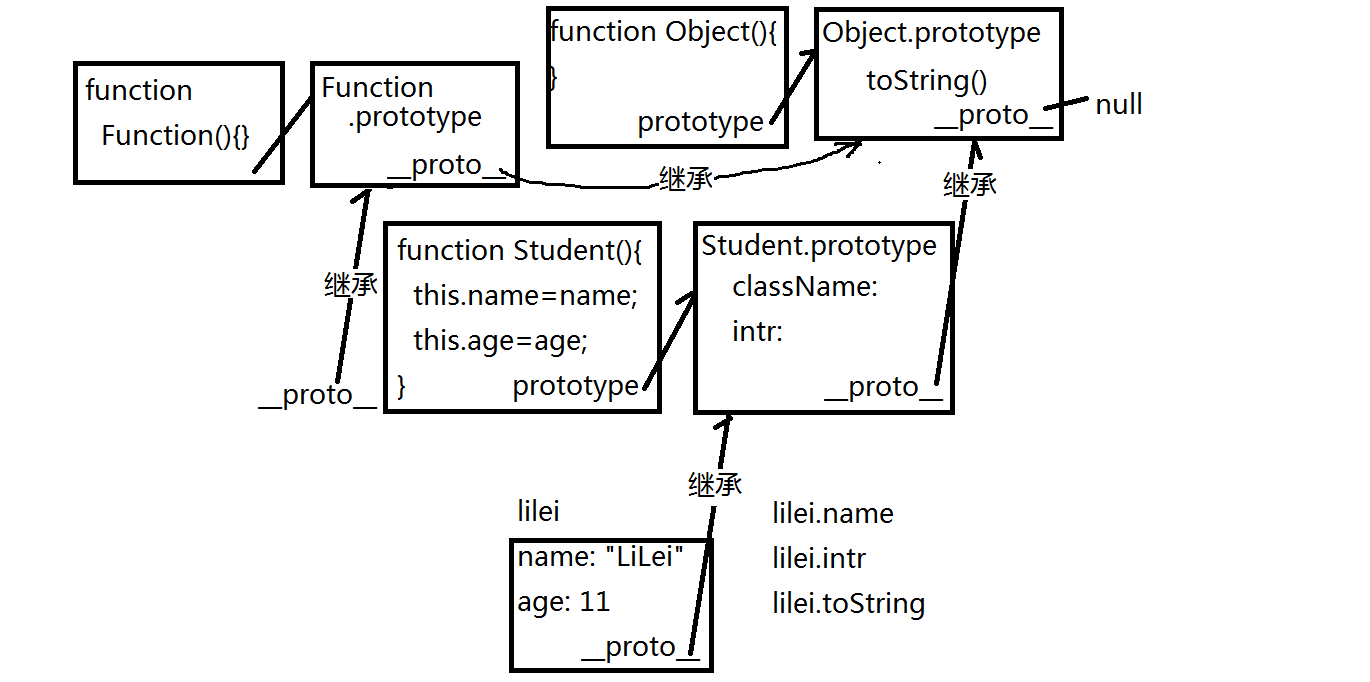 function
Function(){}
Function
.prototype
__proto__
function Object(){
}
prototype
Object.prototype
toString()
__proto__
null
继承
继承
继承
__proto__
function Student(){
this.name=name;
this.age=age;
} prototype
Student.prototype
className:
intr:
__proto__
继承
lilei
name: "LiLei"
age: 11
__proto__
lilei.name
lilei.intr
lilei.toString